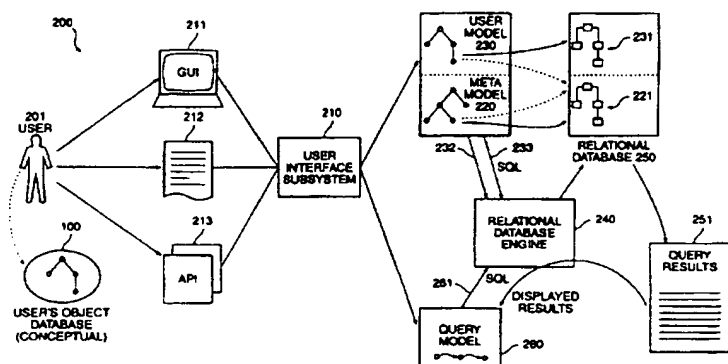 200
211
GUI
201
USER
212
213
API
100
USER'S OBJECT
DATABASE
(CONCEPTUAL)
210
USER
INTERFACE
SUBSYSTEM
USER
MODEL
230
META
MODEL
220
231
221
RELATIONAL
DATABASE 250
232
233
SQL
RELATIONAL
DATABASE
ENGINE
240
251
QUERY
RESULTS
261
SQL
DISPLAYED
RESULTS
QUERY
MODEL
260